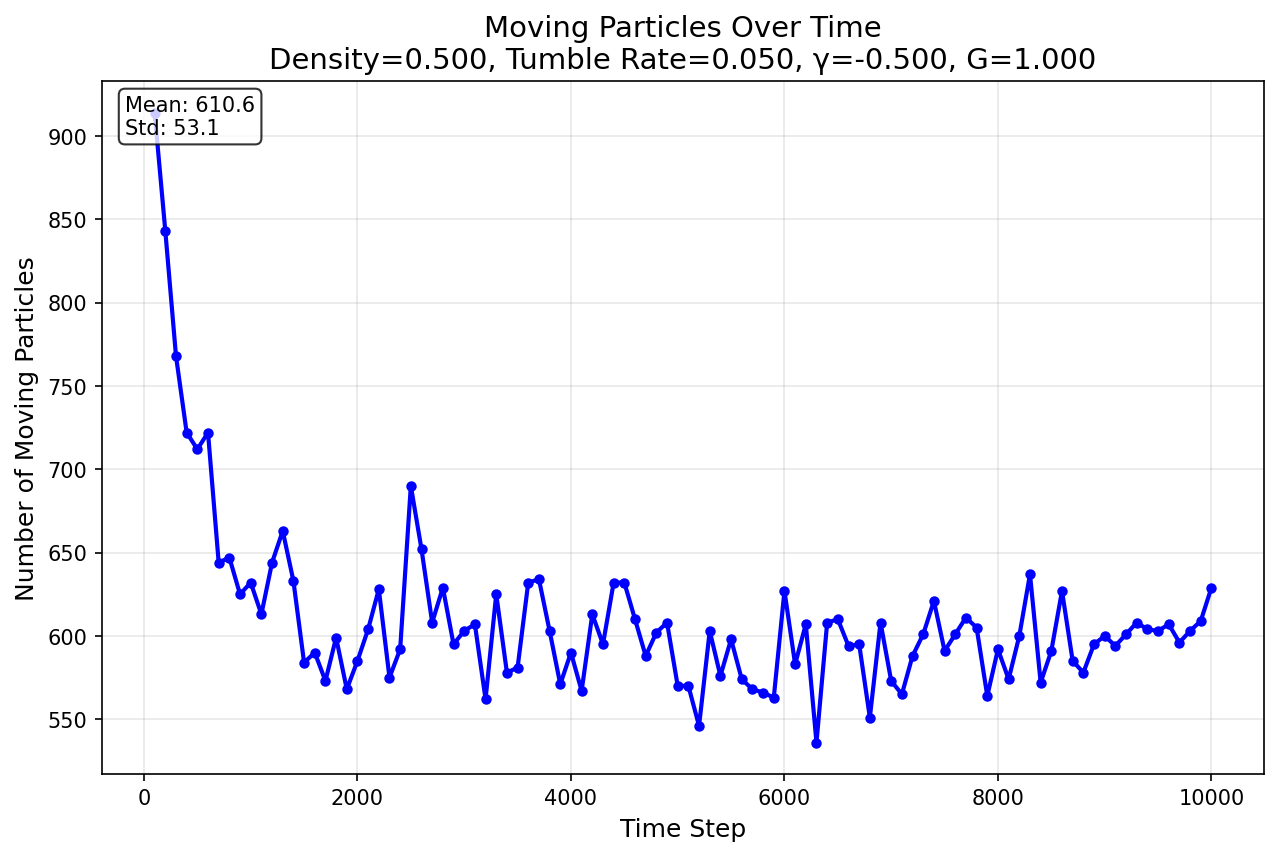 Moving Particles Over Time
Density=0.500, Tumble Rate=0.050, γ=-0.500, G=1.000
Mean: 610.6
Std: 53.1
Number of Moving Particles
900
850
800
750
700
650
600
550
0
2000
4000
6000
8000
10000
Time Step